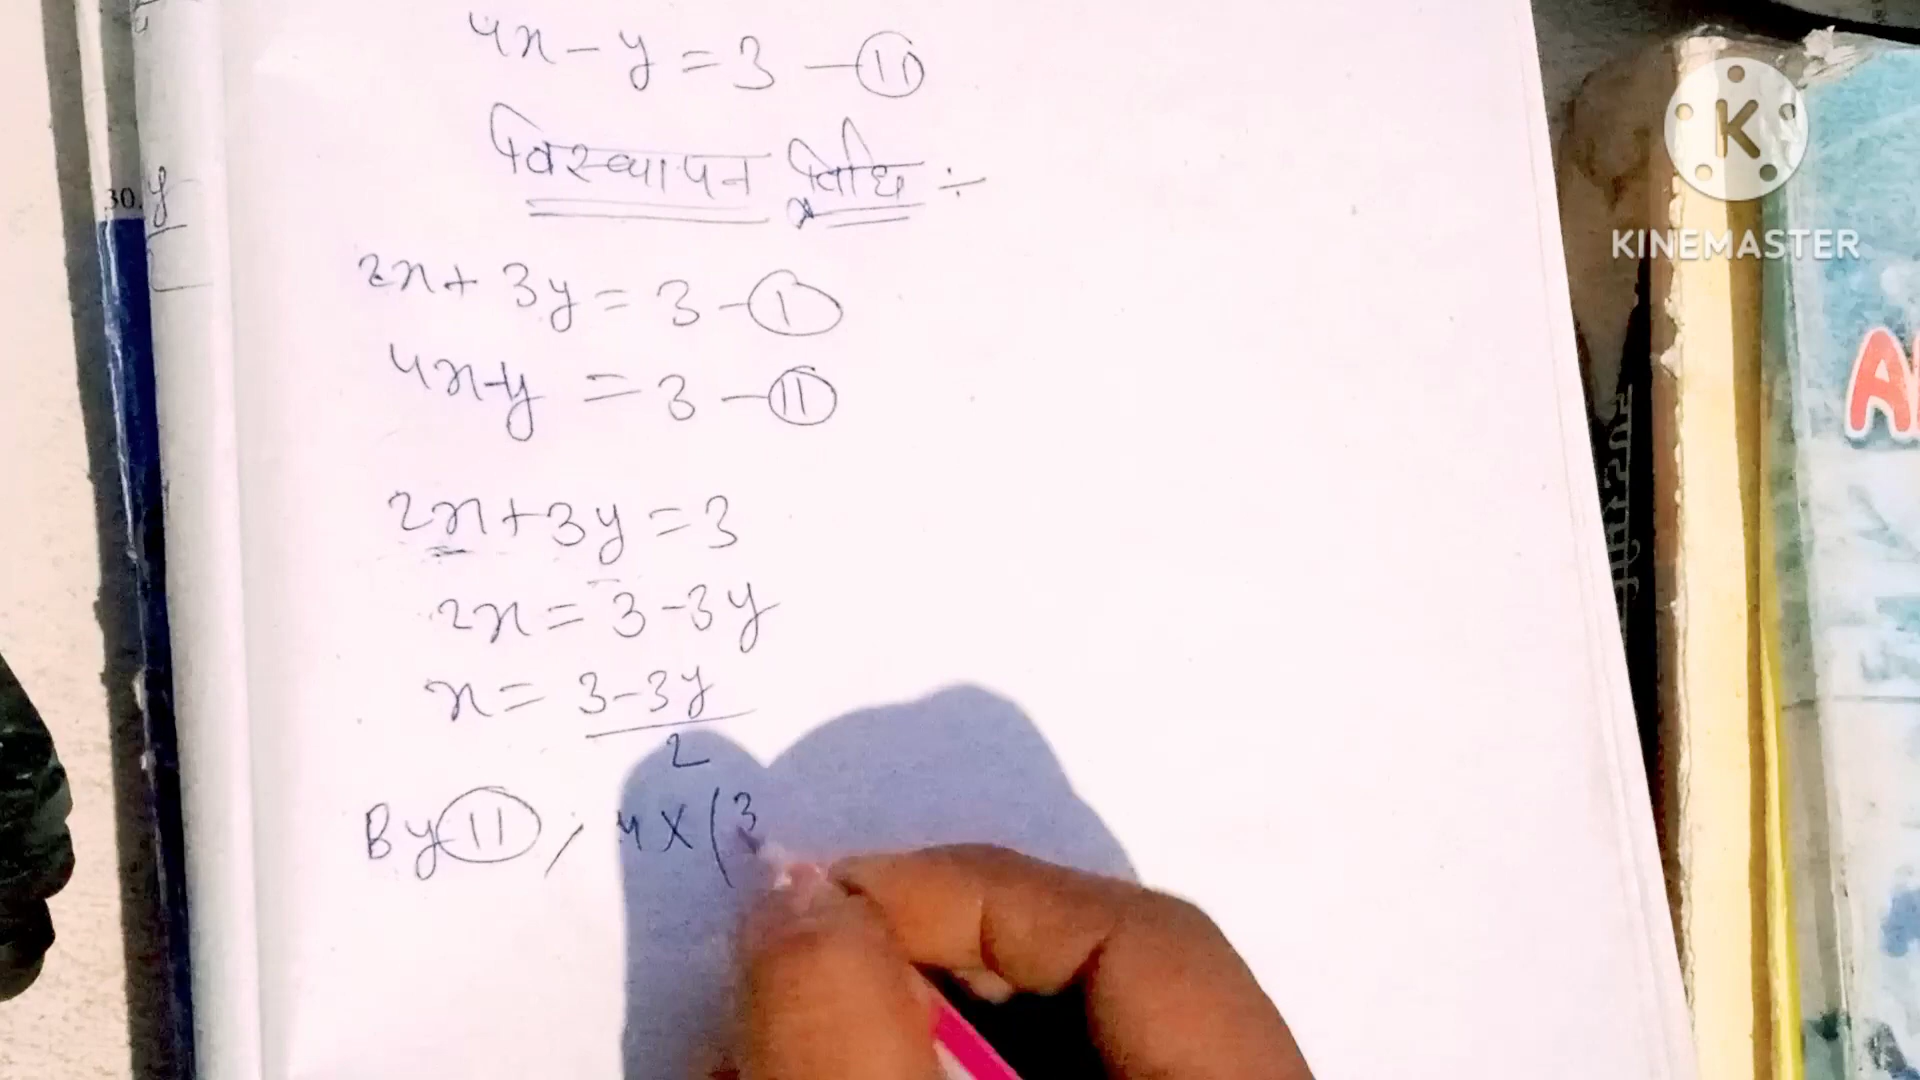 4x - y = 3 - (II)
विस्थापन विधि ÷
2x + 3y = 3 - (I)
4x - y = 3 - (II)
2x + 3y = 3
2x = 3 - 3y
x = 3 - 3y
2
By (II), 4 × (3
30.
y
K
KINEMASTER